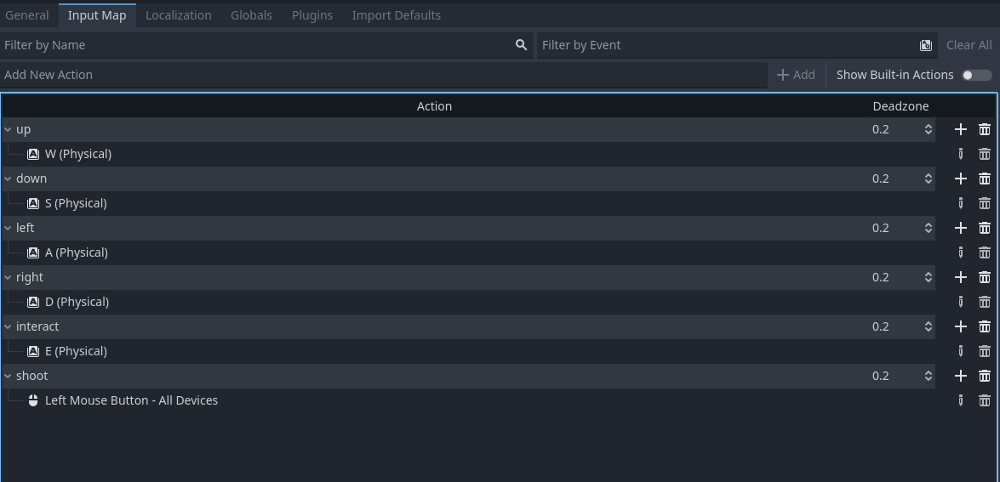 General Input Map Localization Globals Plugins Import Defaults
Filter by Name Filter by Event Clear All
Add New Action Add Show Built-in Actions
Action Deadzone
up 0.2
W (Physical)
down 0.2
S (Physical)
left 0.2
A (Physical)
right 0.2
D (Physical)
interact 0.2
E (Physical)
shoot 0.2
Left Mouse Button - All Devices